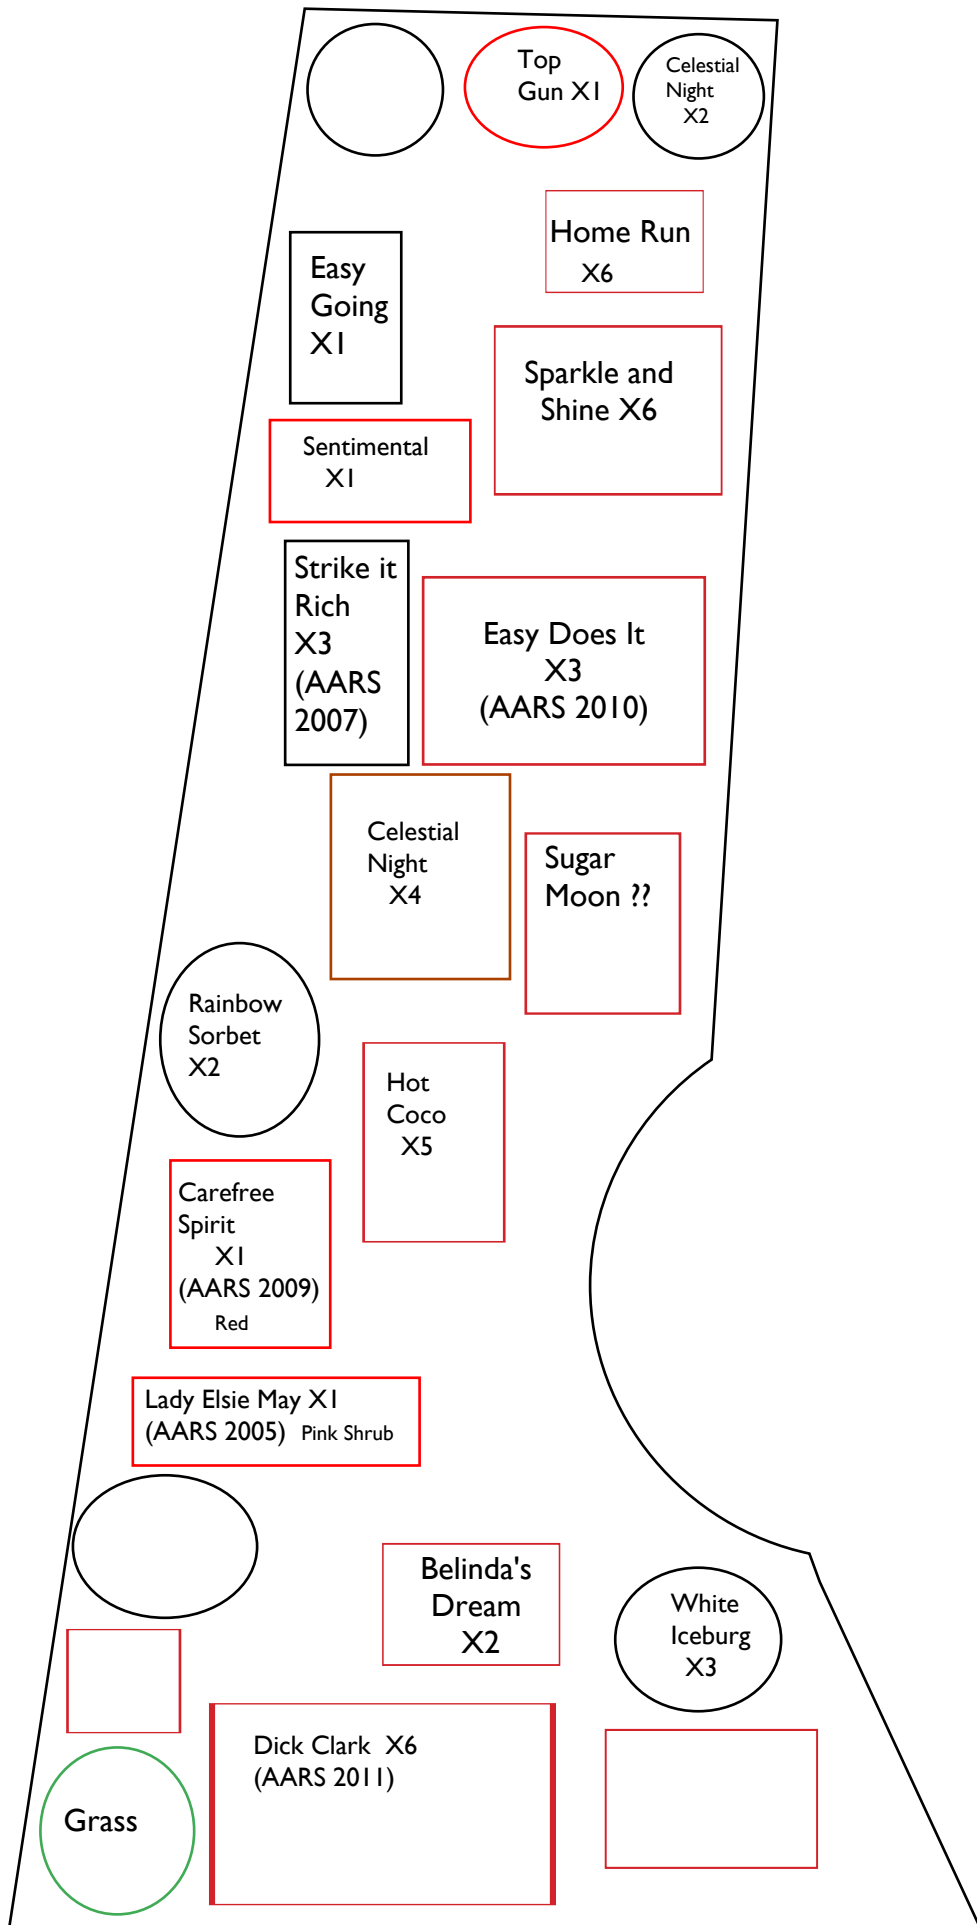 Top
Gun X1
Celestial
Night
X2
Home Run
X6
Easy
Going
X1
Sparkle and
Shine X6
Sentimental
X1
Strike it
Rich
X3
(AARS
2007)
Easy Does It
X3
(AARS 2010)
Celestial
Night
X4
Sugar
Moon ??
Rainbow
Sorbet
X2
Hot
Coco
X5
Carefree
Spirit
X1
(AARS 2009)
Red
Lady Elsie May X1
(AARS 2005) Pink Shrub
Belinda's
Dream
X2
White
Iceburg
X3
Dick Clark X6
(AARS 2011)
Grass